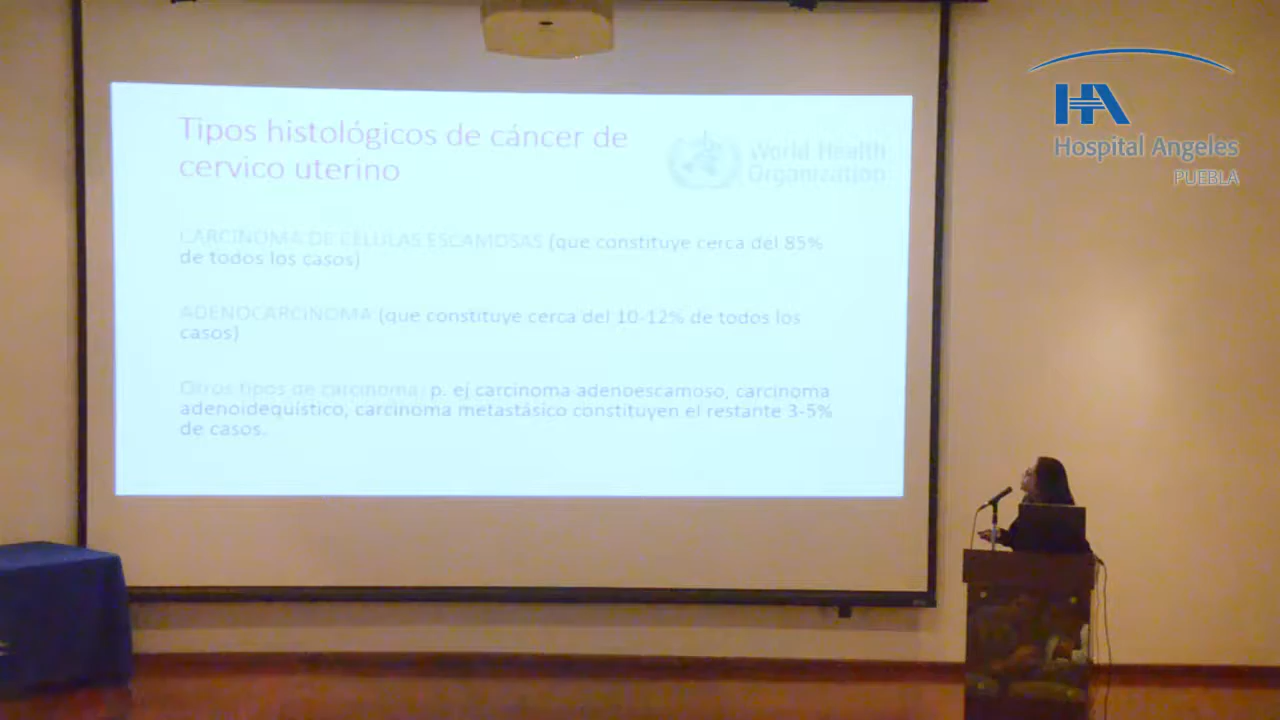 Tipos histológicos de cáncer de
cervico uterino
World Health
Organization
CARCINOMA DE CELULAS ESCAMOSAS (que constituye cerca del 85%
de todos los casos)
ADENOCARCINOMA (que constituye cerca del 10-12% de todos los
casos)
Otros tipos de carcinoma: p. ej carcinoma adenoescamoso, carcinoma
adenoidequístico, carcinoma metastásico constituyen el restante 3-5%
de casos.
HA
Hospital Angeles
PUEBLA